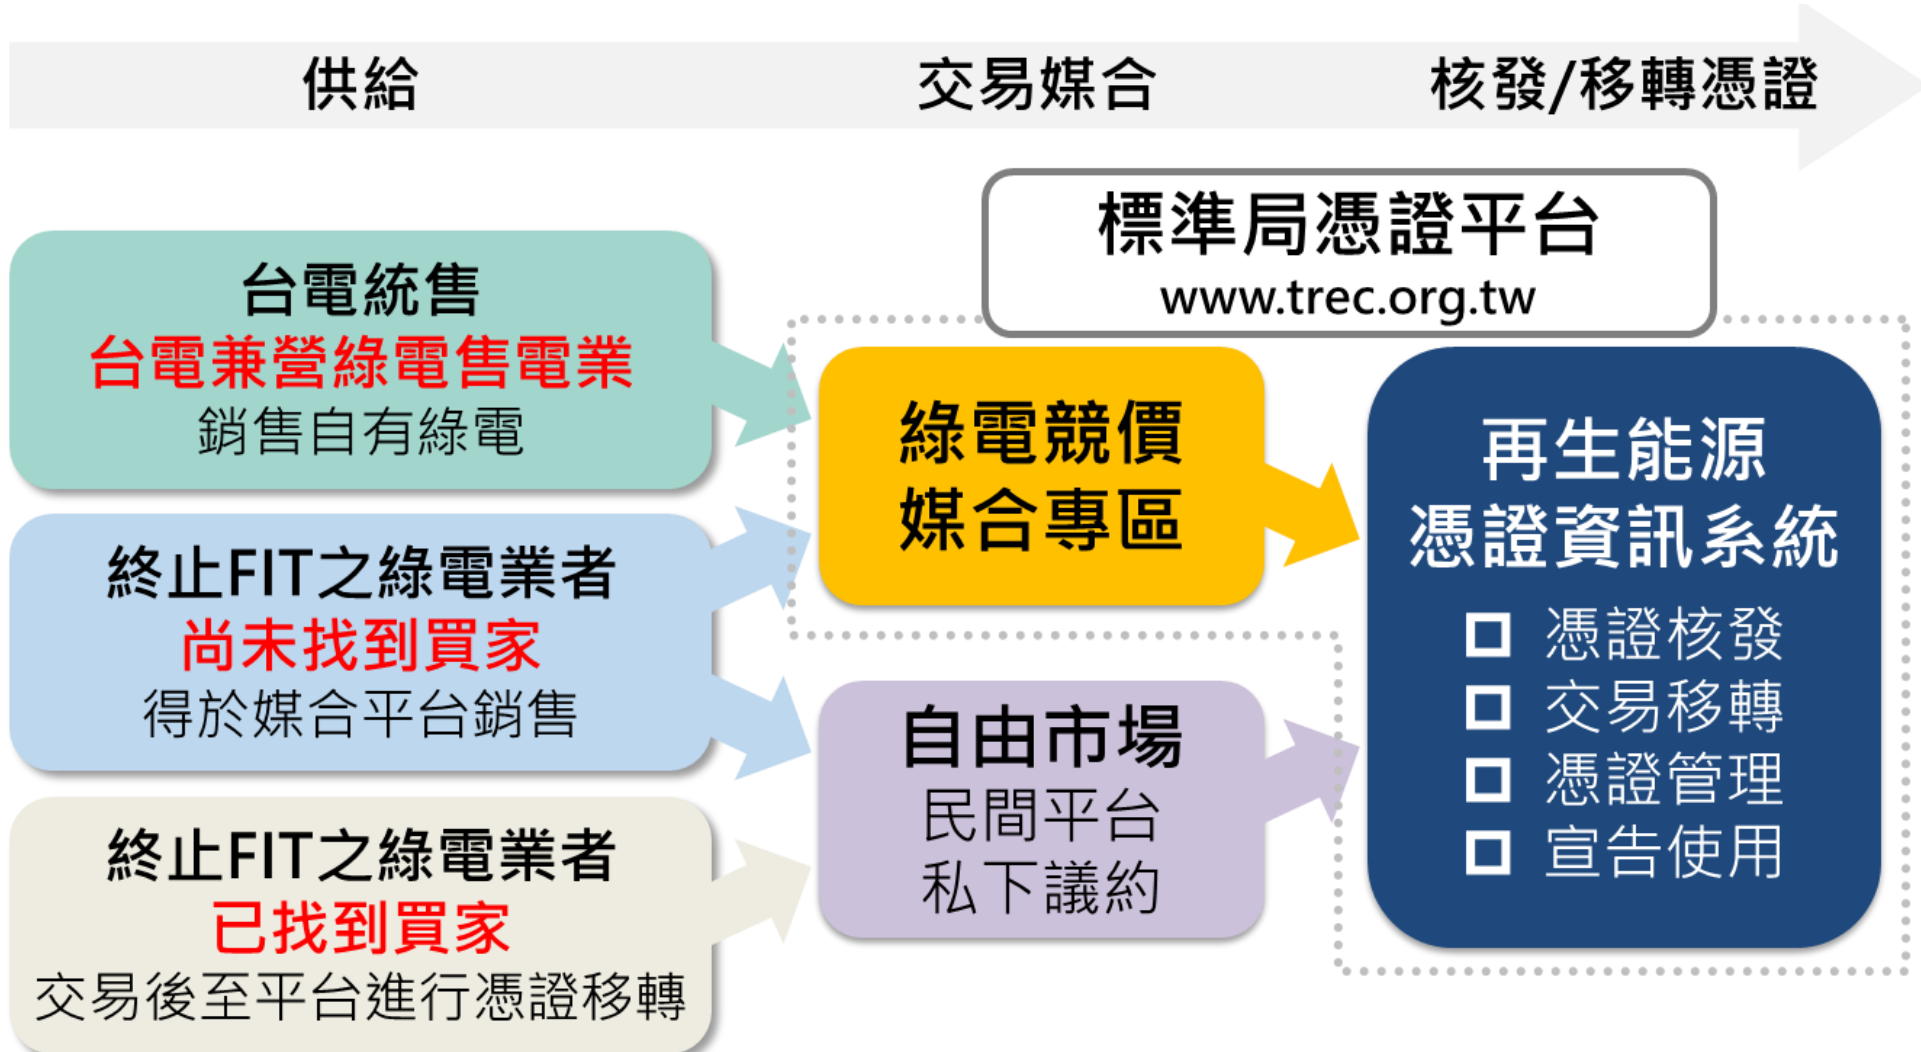 供給
交易媒合
核發/移轉憑證
標準局憑證平台
www.trec.org.tw
台電統售
台電兼營綠電售電業
銷售自有綠電
終止FIT之綠電業者
尚未找到買家
得於媒合平台銷售
終止FIT之綠電業者
已找到買家
交易後至平台進行憑證移轉
綠電競價
媒合專區
自由市場
民間平台
私下議約
再生能源
憑證資訊系統
憑證核發
交易移轉
憑證管理
宣告使用